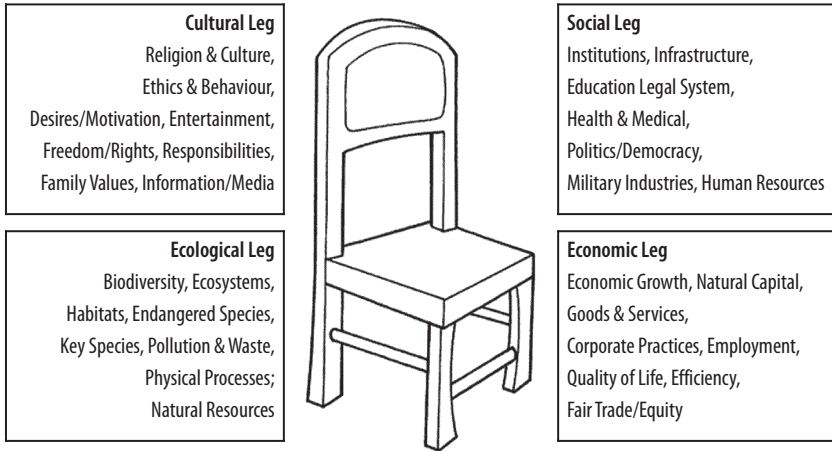 Cultural Leg
Religion & Culture,
Ethics & Behaviour,
Desires/Motivation, Entertainment,
Freedom/Rights, Responsibilities,
Family Values, Information/Media
Social Leg
Institutions, Infrastructure,
Education Legal System,
Health & Medical,
Politics/Democracy,
Military Industries, Human Resources
Ecological Leg
Biodiversity, Ecosystems,
Habitats, Endangered Species,
Key Species, Pollution & Waste,
Physical Processes;
Natural Resources
Economic Leg
Economic Growth, Natural Capital,
Goods & Services,
Corporate Practices, Employment,
Quality of Life, Efficiency,
Fair Trade/Equity